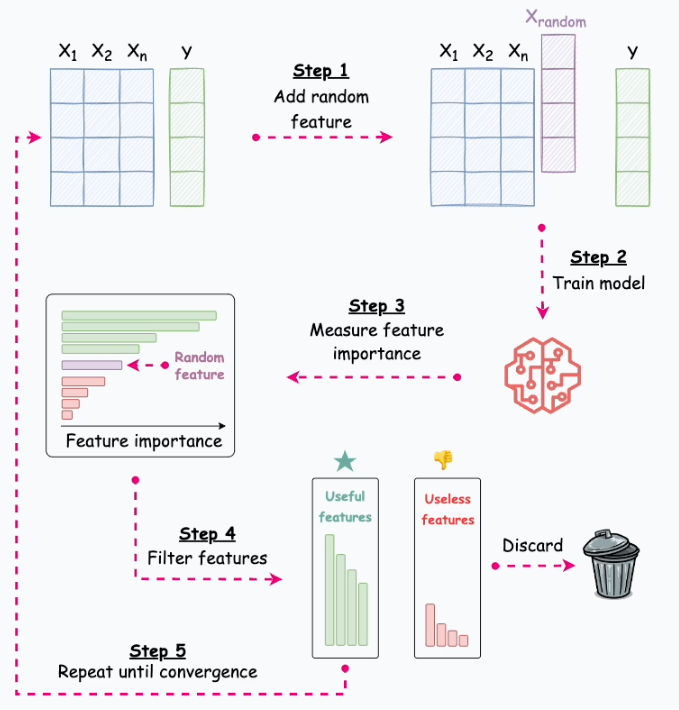 X1 X2 Xn y
Step 1
Add random
feature
Xrandom
X1 X2 Xn y
Step 2
Train model
Step 3
Measure feature
importance
Random
feature
Feature importance
Step 4
Filter features
Useful
features
Useless
features
Discard
Step 5
Repeat until convergence